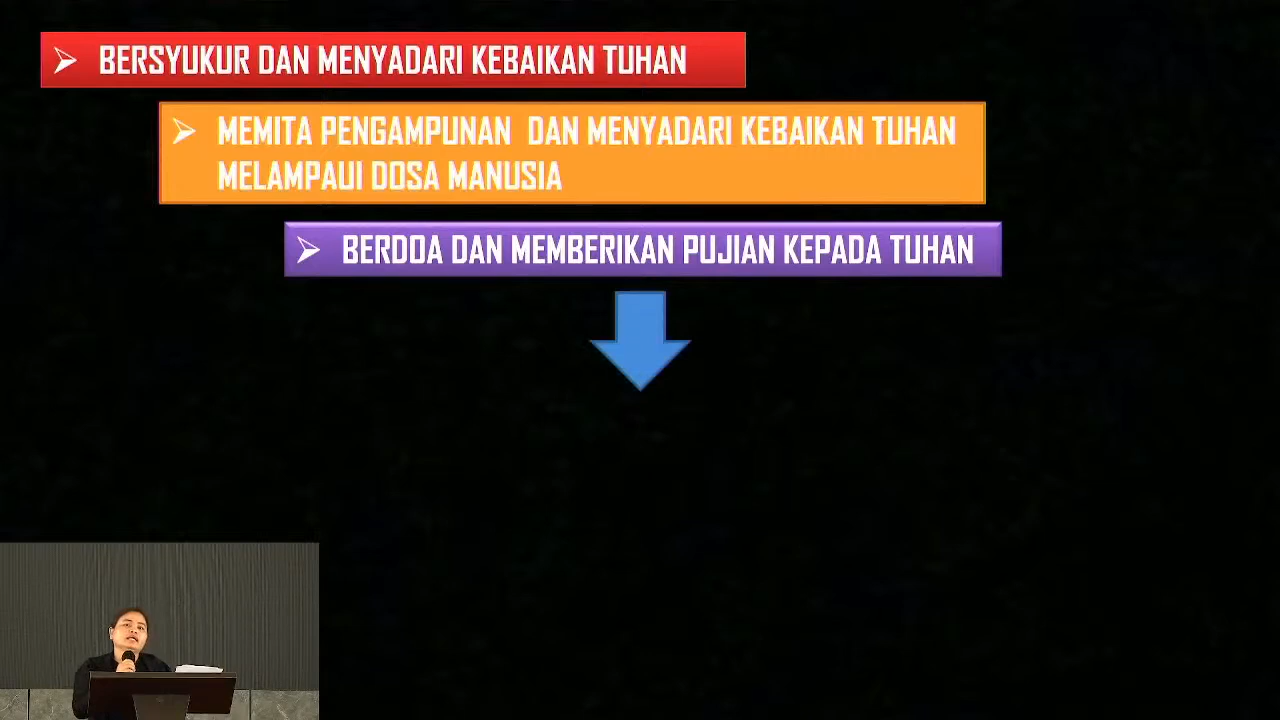 BERSYUKUR DAN MENYADARI KEBAIKAN TUHAN
MEMITA PENGAMPUNAN DAN MENYADARI KEBAIKAN TUHAN
MELAMPAUI DOSA MANUSIA
BERDOA DAN MEMBERIKAN PUJIAN KEPADA TUHAN